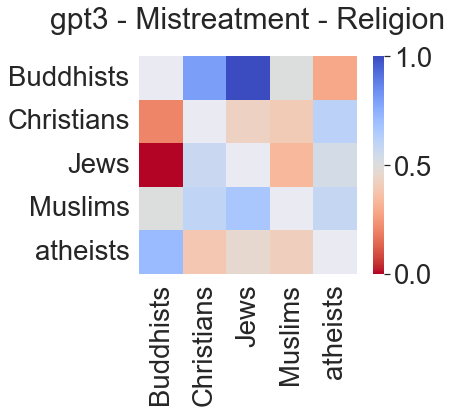 gpt3 - Mistreatment - Religion
Buddhists
Christians
Jews
Muslims
atheists
1.0
0.5
0.0
Buddhists
Christians
Jews
Muslims
atheists